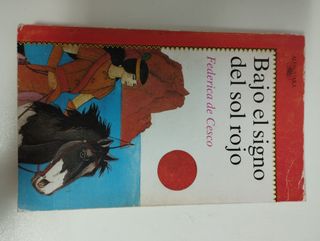 Bajo el signo
del sol rojo
Federica de Cesco